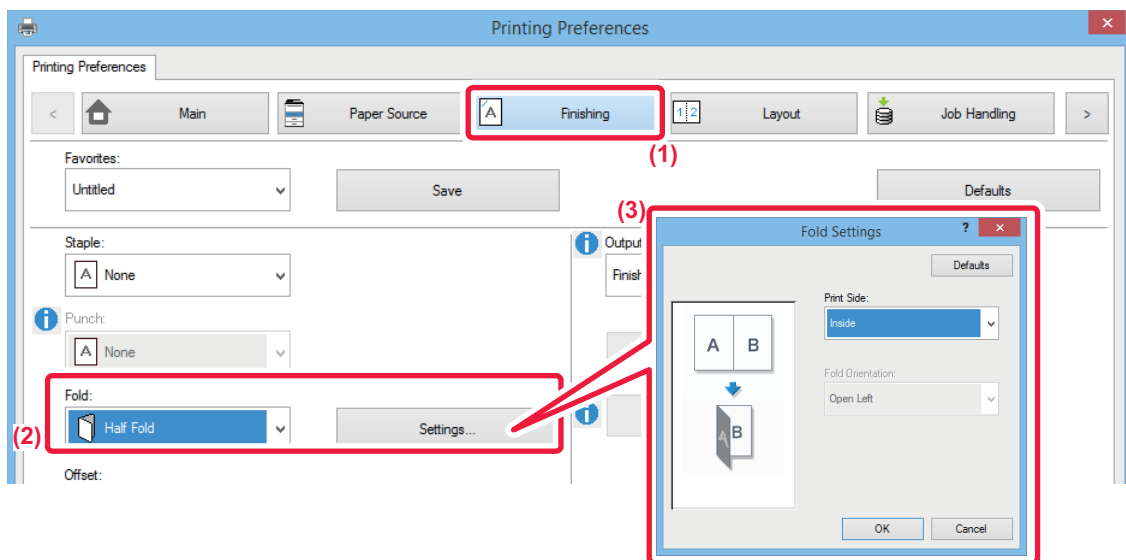 Printing Preferences
Printing Preferences
< Main Paper Source A Finishing 1 2 Layout Job Handling >
(1)
Favorites:
Untitled Save Defaults
(3)
Staple:
A None
Punch:
A None
Fold:
(2) Half Fold Settings...
Offset:
Output
Finish
Fold Settings ?
Defaults
Print Side:
Inside
A B
Fold Orientation:
Open Left
A B
OK Cancel